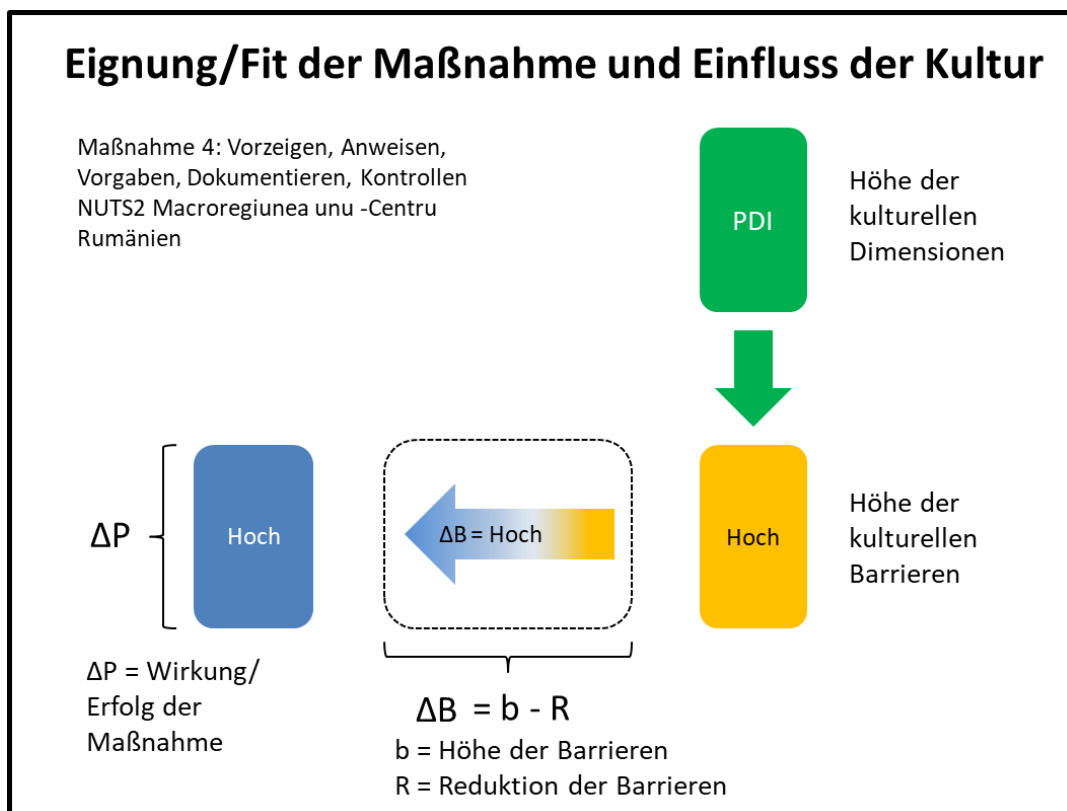 Eignung/Fit der Maßnahme und Einfluss der Kultur
Maßnahme 4: Vorzeigen, Anweisen,
Vorgaben, Dokumentieren, Kontrollen
NUTS2 Macroregiunea unu -Centru
Rumänien
PDI
Höhe der
kulturellen
Dimensionen
ΔP
Hoch
ΔB = Hoch
Hoch
Höhe der
kulturellen
Barrieren
ΔP = Wirkung/
Erfolg der
Maßnahme
ΔB = b - R
b = Höhe der Barrieren
R = Reduktion der Barrieren